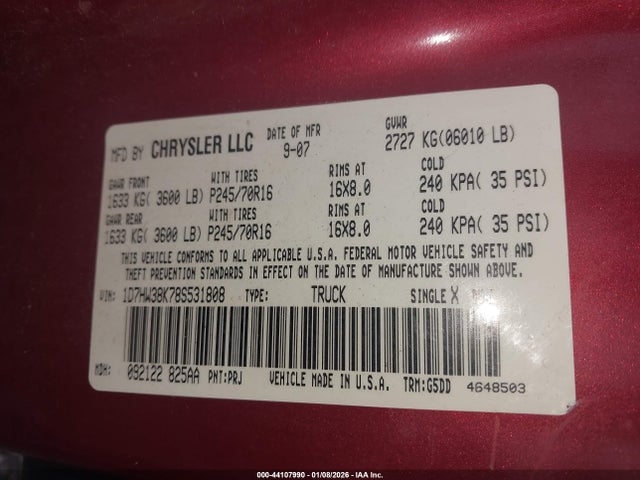 MFD BY CHRYSLER LLC DATE OF MFR 9-07 GVWR 2727 KG(06010 LB)
GAWR FRONT WITH TIRES RIMS AT COLD
1633 KG( 3600 LB) P245/70R16 16X8.0 240 KPA( 35 PSI)
GAWR REAR WITH TIRES RIMS AT COLD
1633 KG( 3600 LB) P245/70R16 16X8.0 240 KPA( 35 PSI)
THIS VEHICLE CONFORMS TO ALL APPLICABLE U.S.A. FEDERAL MOTOR VEHICLE SAFETY AND
THEFT PREVENTION STANDARDS IN EFFECT ON THE DATE OF MANUFACTURE SHOWN ABOVE.
VIN: 1D7HW38K78S531808 TYPE: TRUCK SINGLE X
MDH: 092122 825AA PNT:PRJ VEHICLE MADE IN U.S.A. TRM:G5DD 4648503
000-44107990 - 01/08/2026 - IAA Inc.